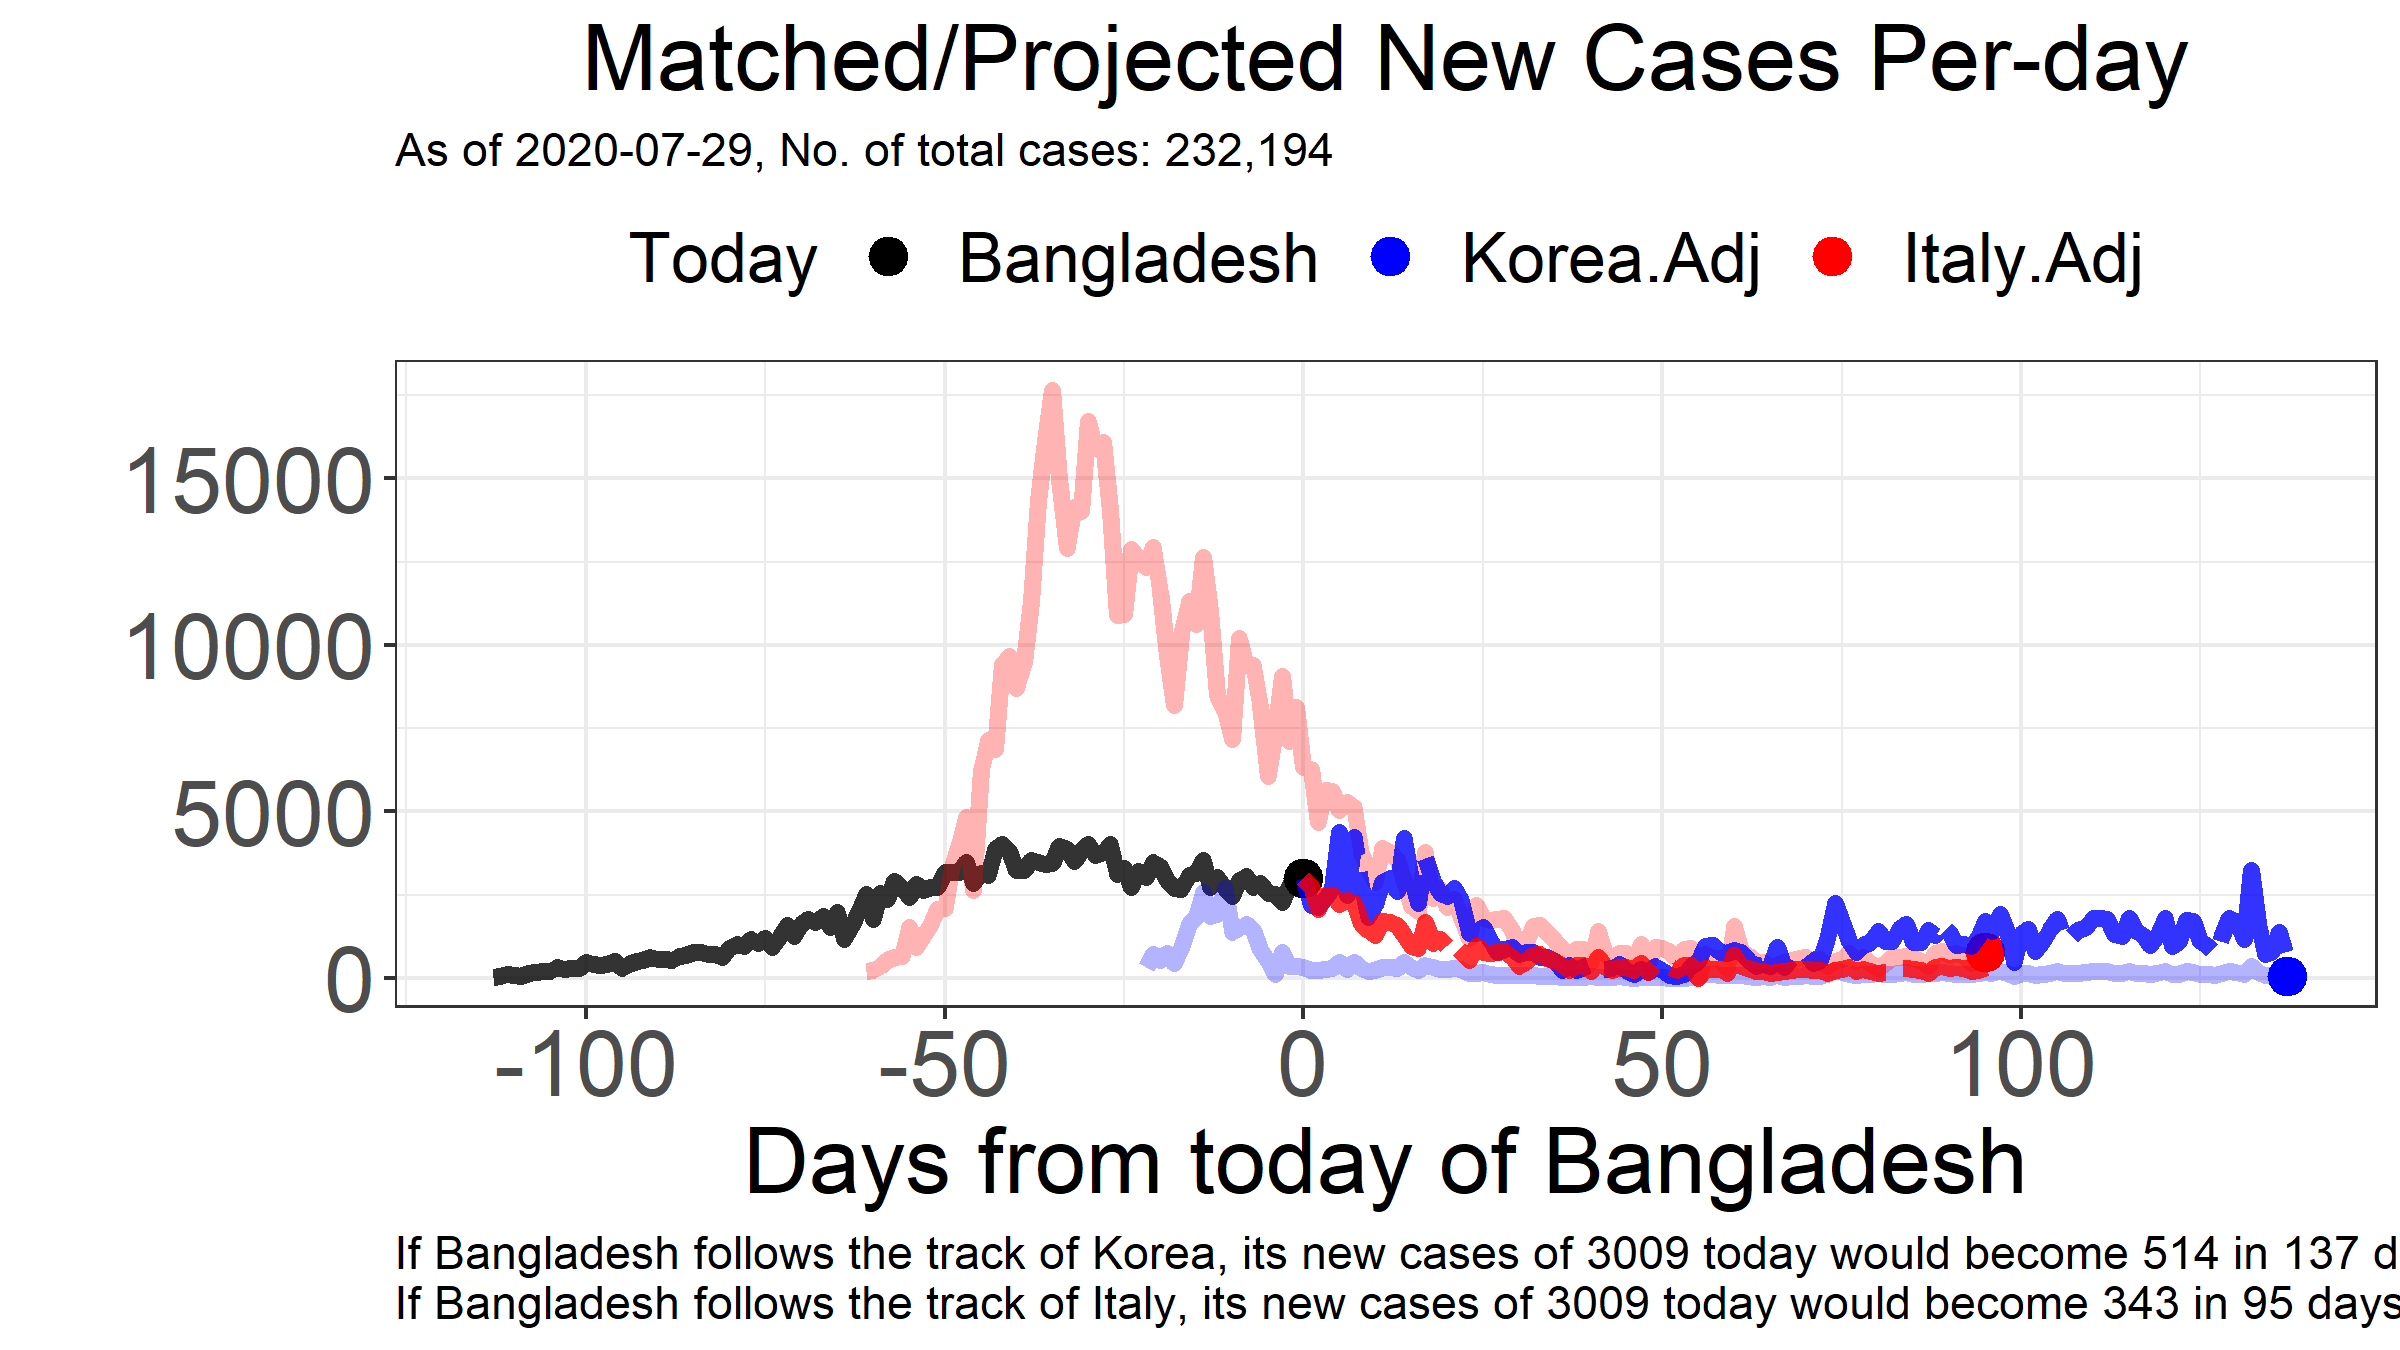 Matched/Projected New Cases Per-day
As of 2020-07-29, No. of total cases: 232,194
Today Bangladesh Korea.Adj Italy.Adj
15000
10000
5000
0
-100 -50 0 50 100
Days from today of Bangladesh
If Bangladesh follows the track of Korea, its new cases of 3009 today would become 514 in 137 d
If Bangladesh follows the track of Italy, its new cases of 3009 today would become 343 in 95 days